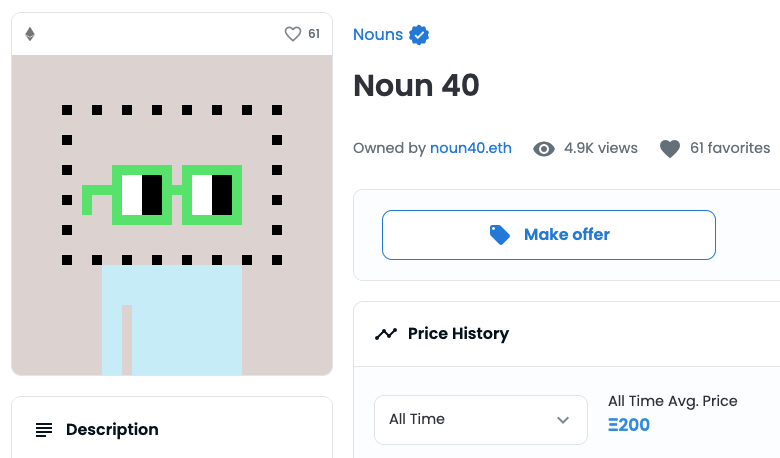 61
Nouns
Noun 40
Owned by noun40.eth 4.9K views 61 favorites
Make offer
Price History
All Time
All Time Avg. Price
Ξ200
Description